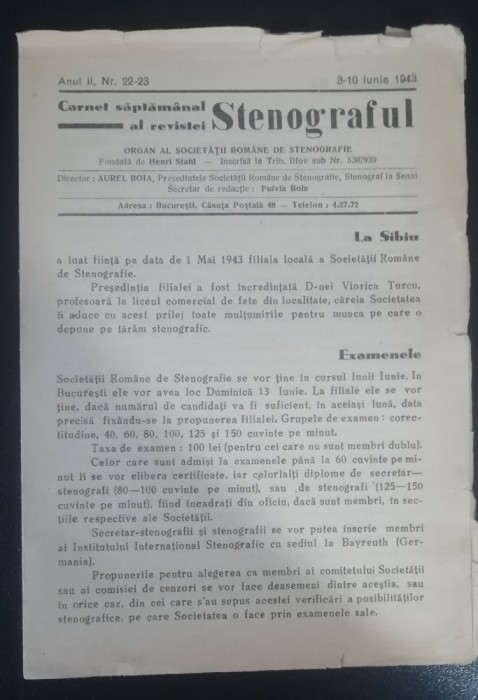 Anul II, Nr. 22-23
3-10 Iunie 1943
Carnet săptămânal
al revistei
Stenograful
ORGAN AL SOCIETĂȚII ROMÂNE DE STENOGRAFIE
Fondată de Henri Stahl — Inscrisă la Trib. Ilfov sub Nr. 530/939
Director : AUREL BOIA, Președintele Societății Române de Stenografie, Stenograf la Senat
Secretar de redacție : Fulvia Boia
Adresa : București, Căsuța Poștală 48 — Telefon : 4.27.72
La Sibiu
a luat ființă pe data de 1 Mai 1943 filiala locală a Societății Române
de Stenografie.
Președinția filialei a fost incredințată D-nei Viorica Turcu,
profesoară la liceul comercial de fete din localitate, căreia Societatea
îi aduce cu acest prilej toate mulțumirile pentru munca pe care o
depune pe tărâm stenografic.
Examenele
Societății Române de Stenografie se vor ține in cursul lunii Iunie. In
București ele vor avea loc Duminică 13 Iunie. La filiale ele se vor
ține, dacă numărul de candidați va fi suficient, in aceiași lună, data
precisă fixându-se la propunerea filialei. Grupele de examen : corec-
titudine, 40, 60, 80, 100, 125 și 150 cuvinte pe minut.
Taxa de examen : 100 lei (pentru cei care nu sunt membri dublu).
Celor care sunt admiși la examenele până la 60 cuvinte pe mi-
nut li se vor elibera certificate, iar celorlalți diplome de secretar—
stenografi (80—100 cuvinte pe minut), sau de stenografi (125—150
cuvinte pe minut), fiind incadrați din oficiu, dacă sunt membri, in sec-
țiile respective ale Societății.
Secretar-stenografii și stenografii se vor putea inscrie membri
ai Institutului Internațional Stenografic cu sediul la Bayreuth (Ger-
mania).
Propunerile pentru alegerea ca membri ai comitetului Societății
sau ai comisiei de cenzori se vor face deasemeni dintre aceștia, sau
in orice caz, din cei care s'au supus acestei verificări a posibilităților
stenografice, pe care Societatea o face prin examenele sale.